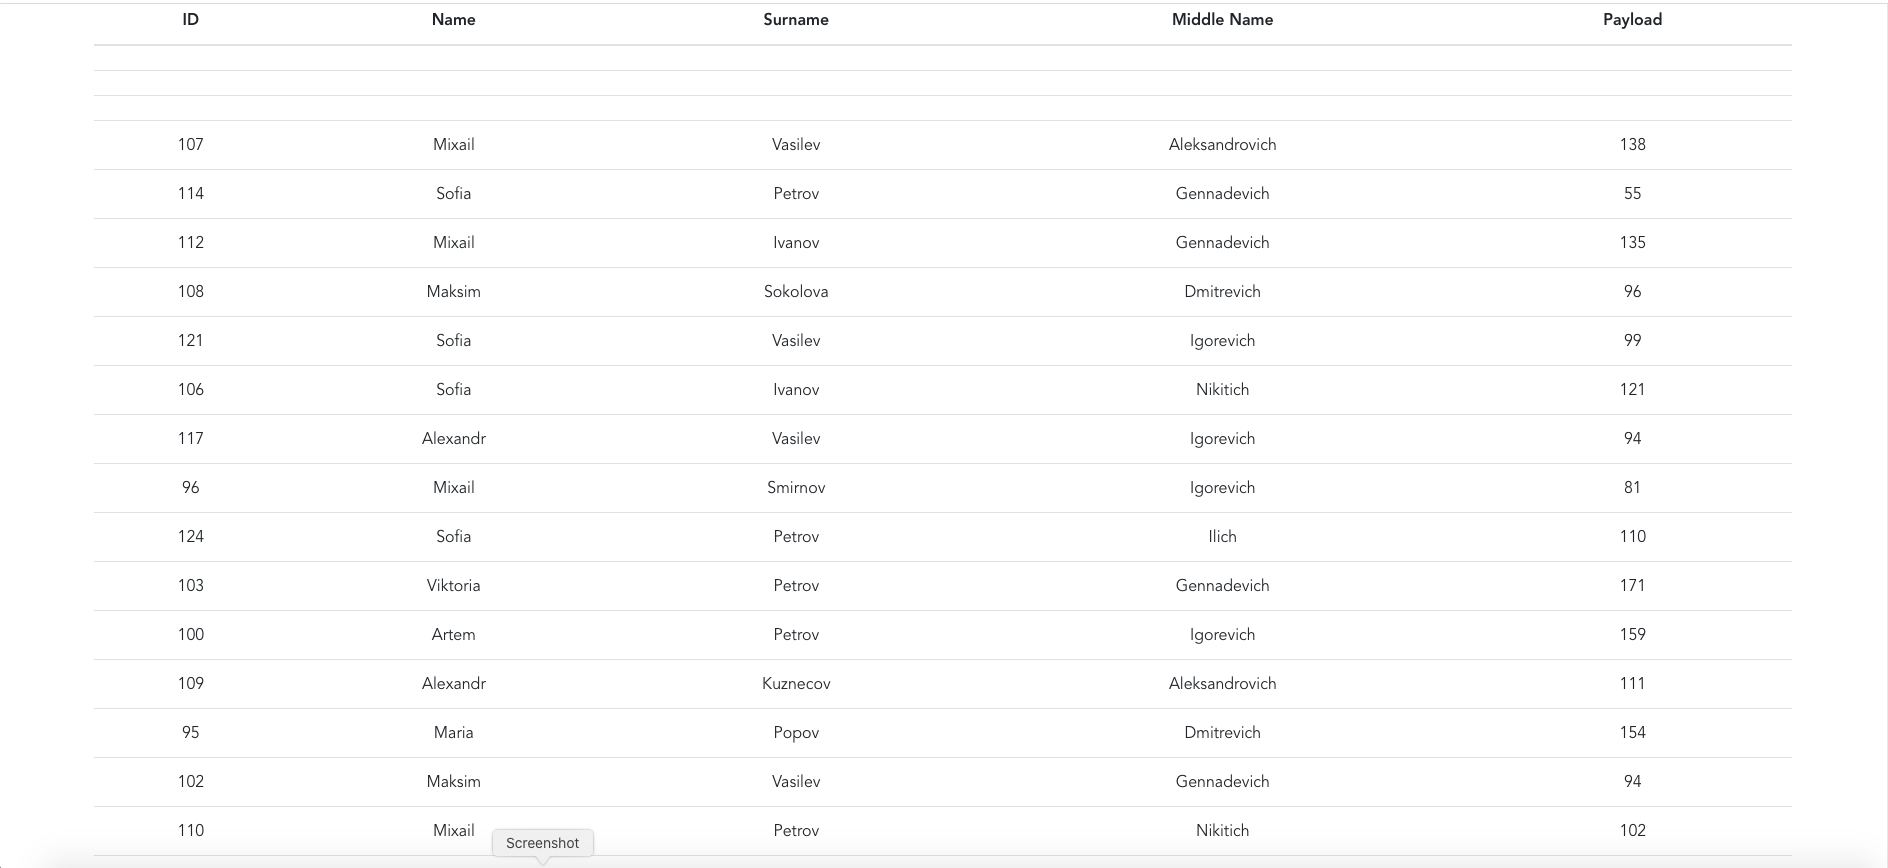 ID Name Surname Middle Name Payload
107 Mixail Vasilev Aleksandrovich 138
114 Sofia Petrov Gennadevich 55
112 Mixail Ivanov Gennadevich 135
108 Maksim Sokolova Dmitrevich 96
121 Sofia Vasilev Igorevich 99
106 Sofia Ivanov Nikitich 121
117 Alexandr Vasilev Igorevich 94
96 Mixail Smirnov Igorevich 81
124 Sofia Petrov Ilich 110
103 Viktoria Petrov Gennadevich 171
100 Artem Petrov Igorevich 159
109 Alexandr Kuznecov Aleksandrovich 111
95 Maria Popov Dmitrevich 154
102 Maksim Vasilev Gennadevich 94
110 Mixail Petrov Nikitich 102
Screenshot